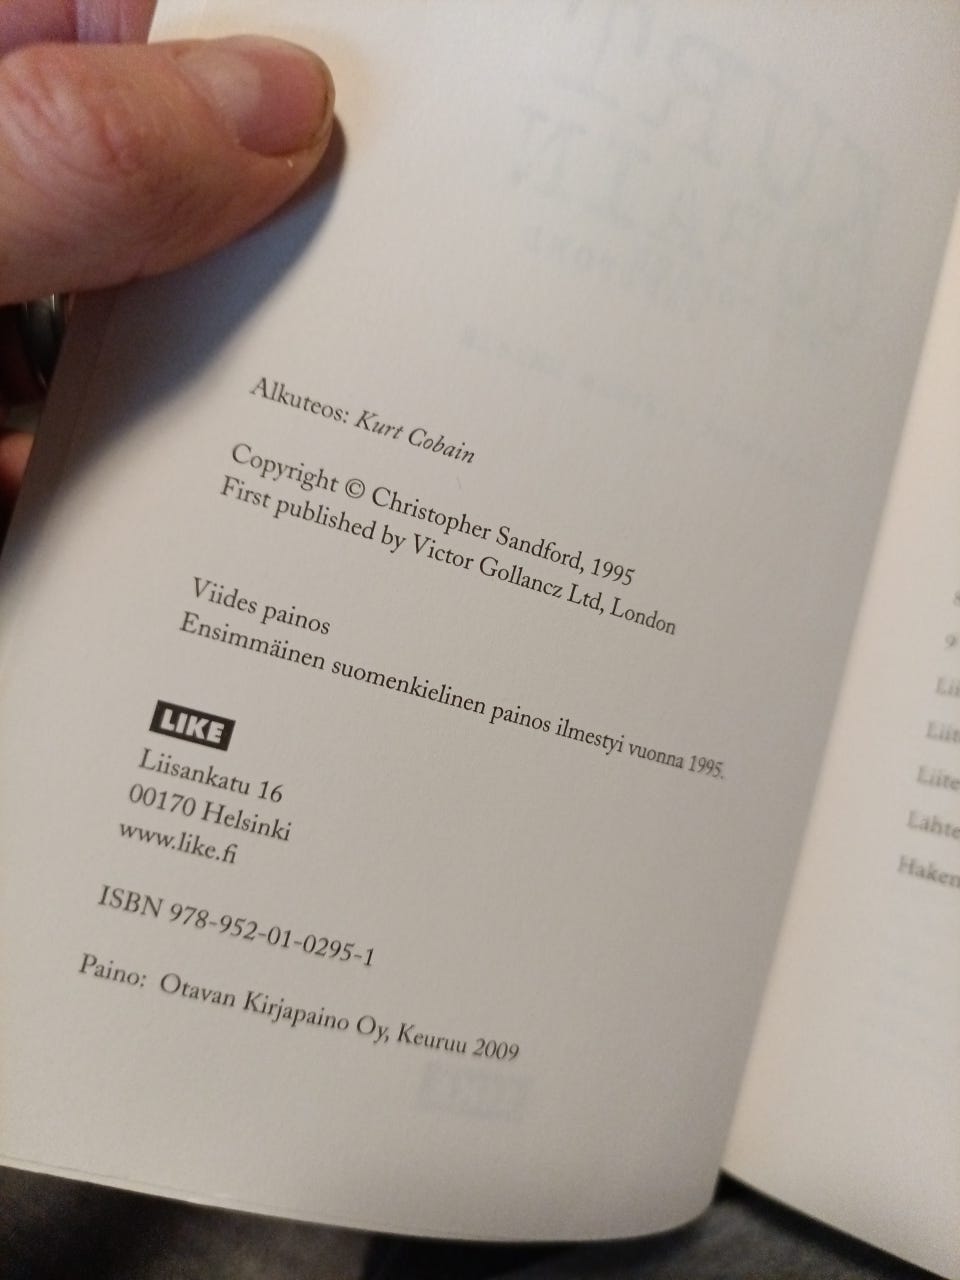 Alkuteos: Kurt Cobain
Copyright © Christopher Sandford, 1995
First published by Victor Gollancz Ltd, London
Viides painos
Ensimmäinen suomenkielinen painos ilmestyi vuonna 1995.
LIKE
Liisankatu 16
00170 Helsinki
www.like.fi
ISBN 978-952-01-0295-1
Paino: Otavan Kirjapaino Oy, Keuruu 2009